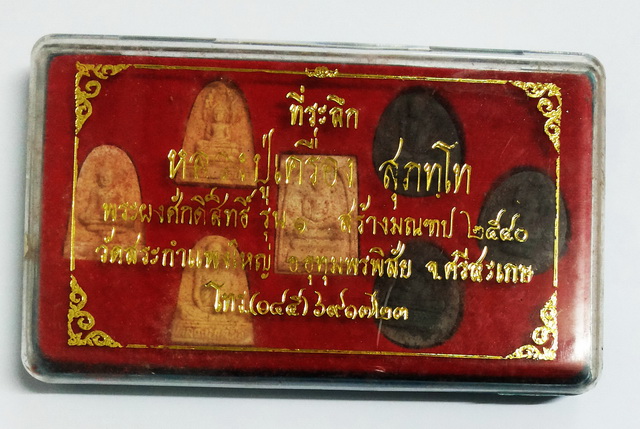 ที่ระลึก
หลวงปู่เครื่อง สุภทฺโท
พระผงศักดิ์สิทธิ์ รุ่น ๑ สร้างมณฑป ๒๕๔๐
วัดสระกำแพงใหญ่ อ.อุทุมพรพิสัย จ.ศรีสะเกษ
โทร.(๐๔๕)๖๙๑๓๒๓